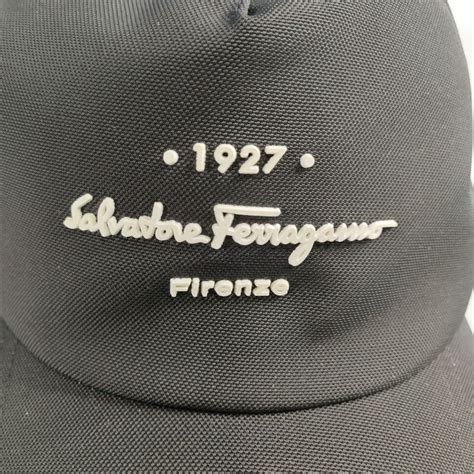 • 1927 •
Salvatore Ferragamo
Firenze